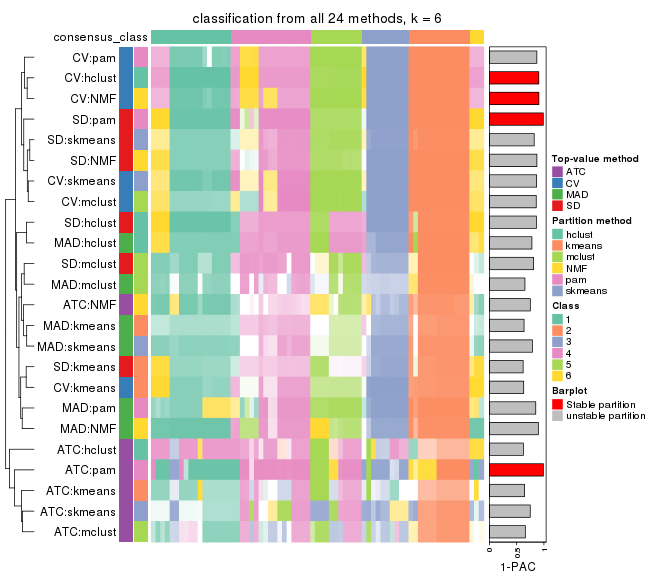 classification from all 24 methods, k = 6
consensus_class
CV:pam
CV:hclust
CV:NMF
SD:pam
SD:skmeans
SD:NMF
CV:skmeans
CV:mclust
SD:hclust
MAD:hclust
SD:mclust
MAD:mclust
ATC:NMF
MAD:kmeans
MAD:skmeans
SD:kmeans
CV:kmeans
MAD:pam
MAD:NMF
ATC:hclust
ATC:pam
ATC:kmeans
ATC:skmeans
ATC:mclust
0
0.5
1
1-PAC
Top-value method
ATC
CV
MAD
SD
Partition method
hclust
kmeans
mclust
NMF
pam
skmeans
Class
1
2
3
4
5
6
Barplot
Stable partition
unstable partition